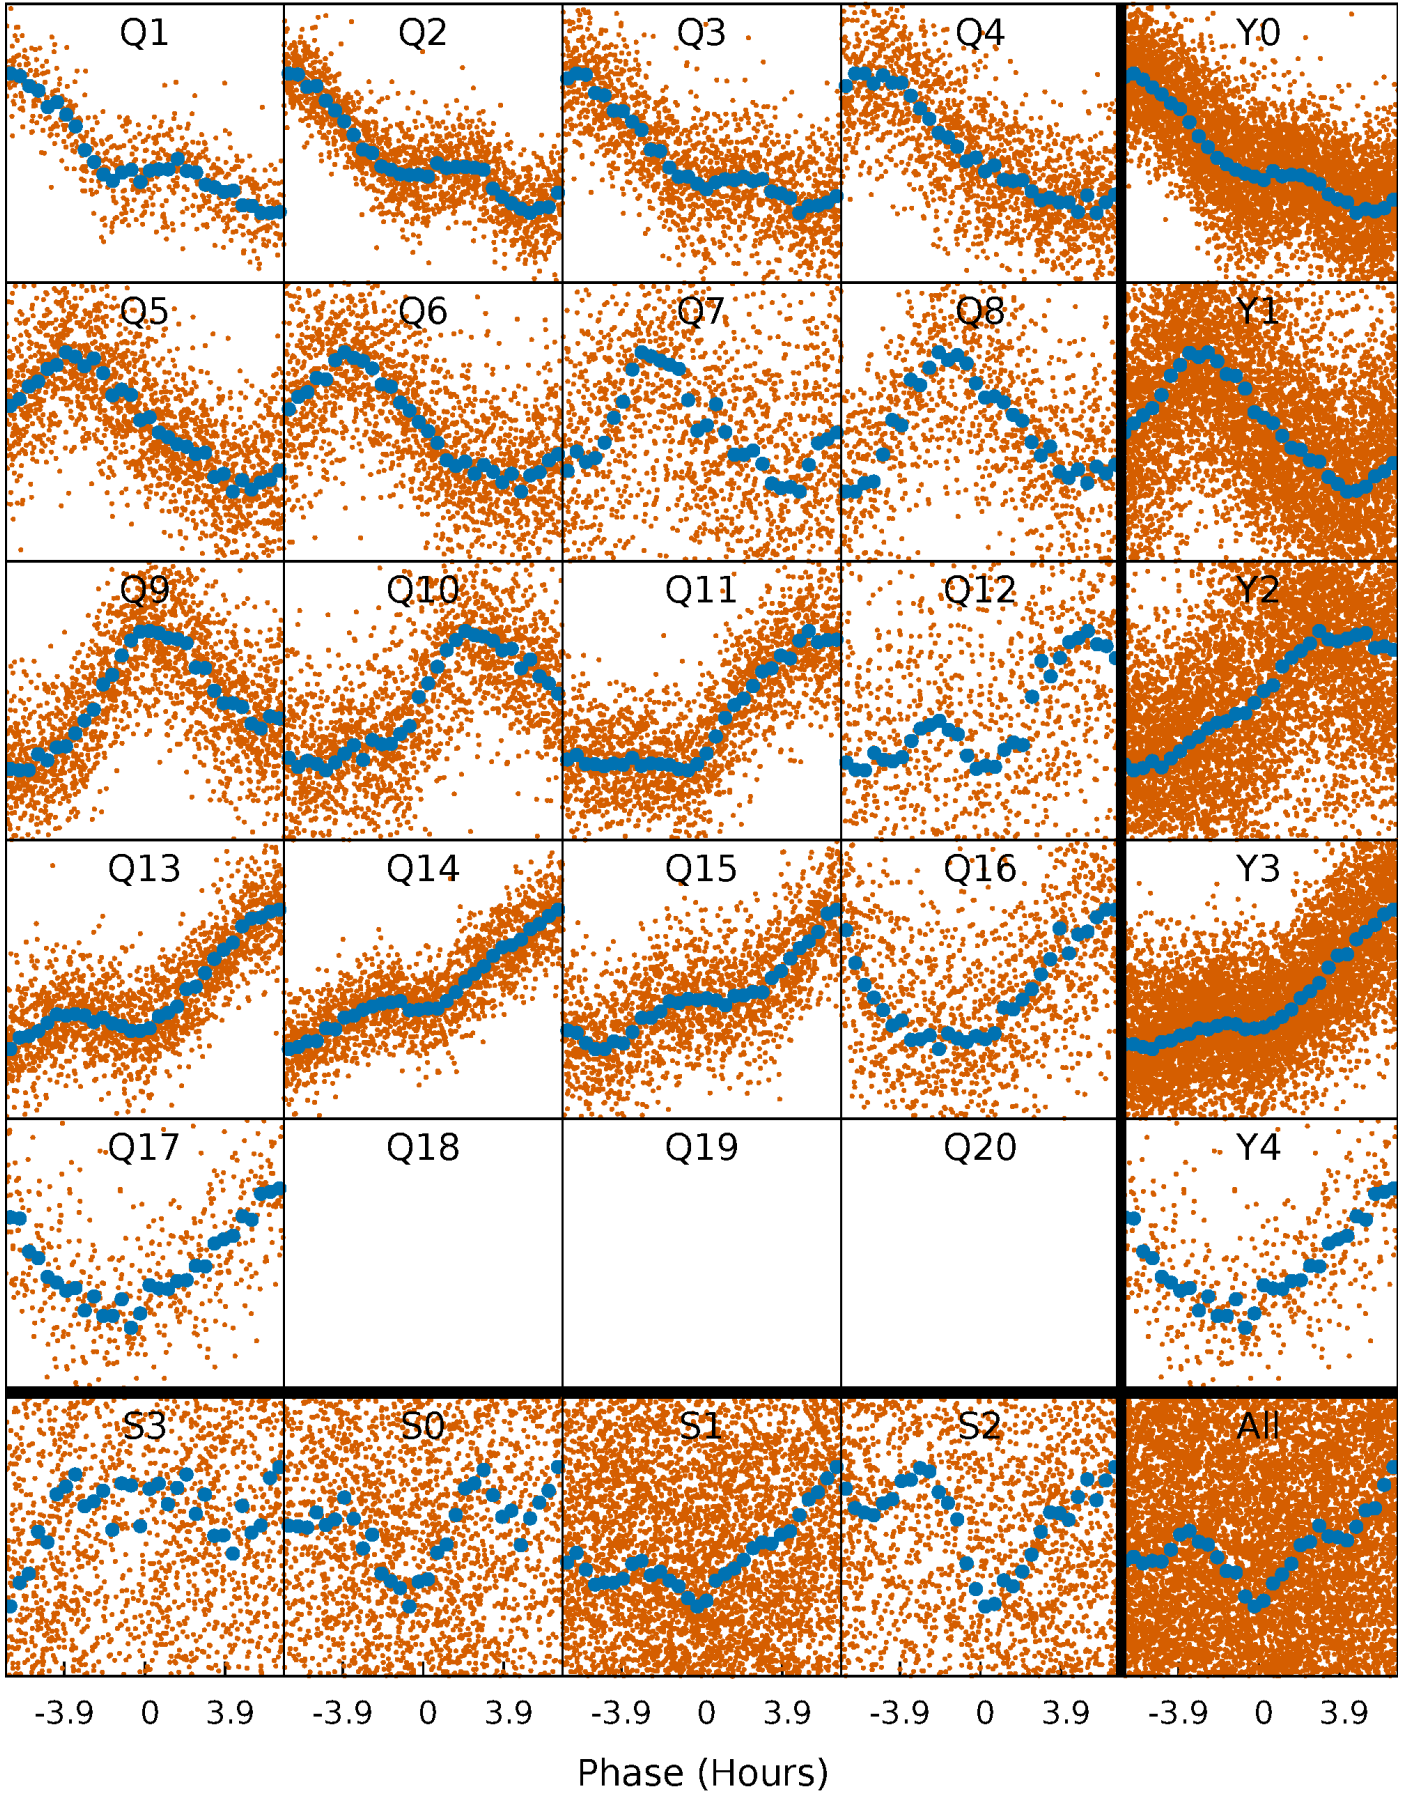 Q1 Q2 Q3 Q4 Y0
Q5 Q6 Q7 Q8 Y1
Q9 Q10 Q11 Q12 Y2
Q13 Q14 Q15 Q16 Y3
Q17 Q18 Q19 Q20 Y4
S3 S0 S1 S2 All
-3.9 0 3.9 -3.9 0 3.9 -3.9 0 3.9 -3.9 0 3.9 -3.9 0 3.9
Phase (Hours)